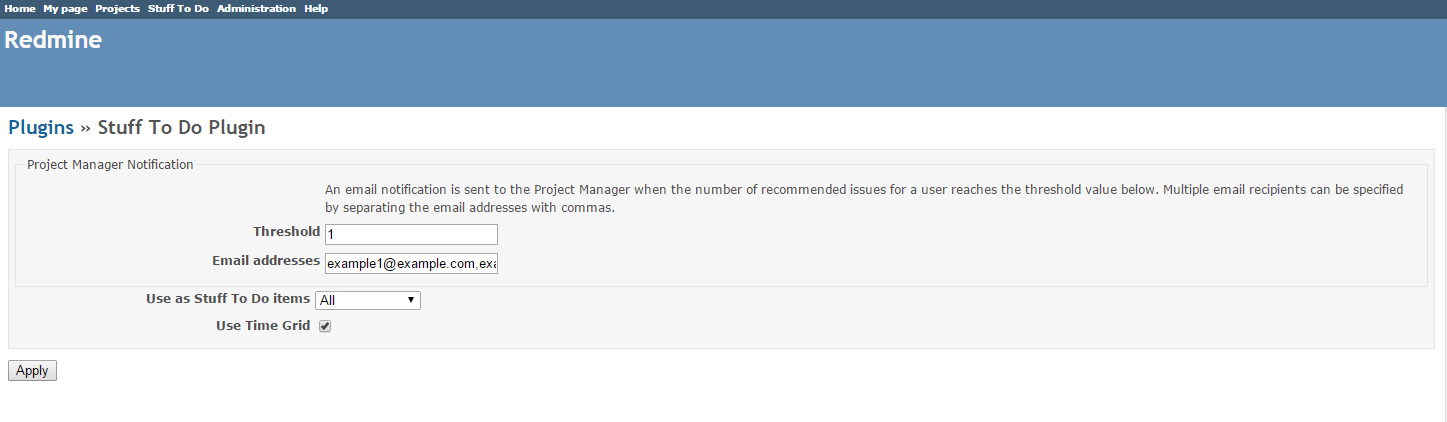 Home My page Projects Stuff To Do Administration Help
Redmine
Plugins » Stuff To Do Plugin
Project Manager Notification
An email notification is sent to the Project Manager when the number of recommended issues for a user reaches the threshold value below. Multiple email recipients can be specified
by separating the email addresses with commas.
Threshold 1
Email addresses example1@example.com,exa
Use as Stuff To Do items All
Use Time Grid
Apply